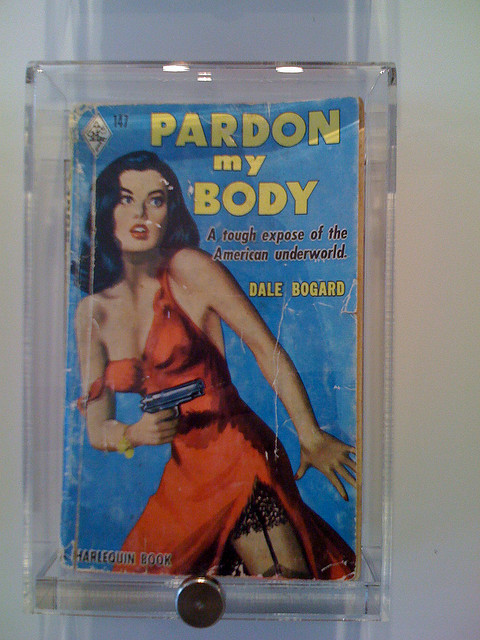 147
PARDON
my
BODY
A tough expose of the
American underworld.
DALE BOGARD
HARLEQUIN BOOK